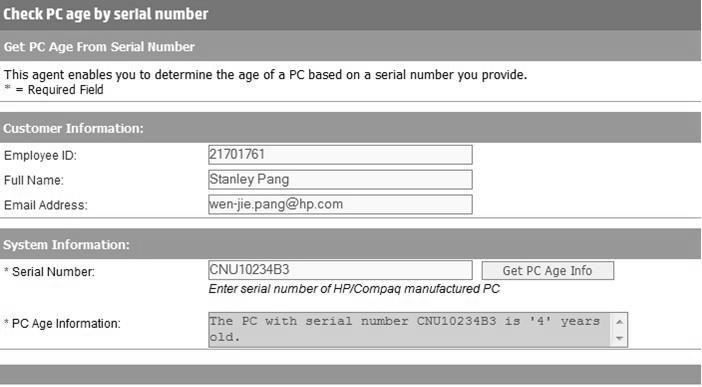 Check PC age by serial number
Get PC Age From Serial Number
This agent enables you to determine the age of a PC based on a serial number you provide.
* = Required Field
Customer Information:
Employee ID: 21701761
Full Name: Stanley Pang
Email Address: wen-jie.pang@hp.com
System Information:
* Serial Number: CNU10234B3 Get PC Age Info
Enter serial number of HP/Compaq manufactured PC
* PC Age Information: The PC with serial number CNU10234B3 is '4' years
old.